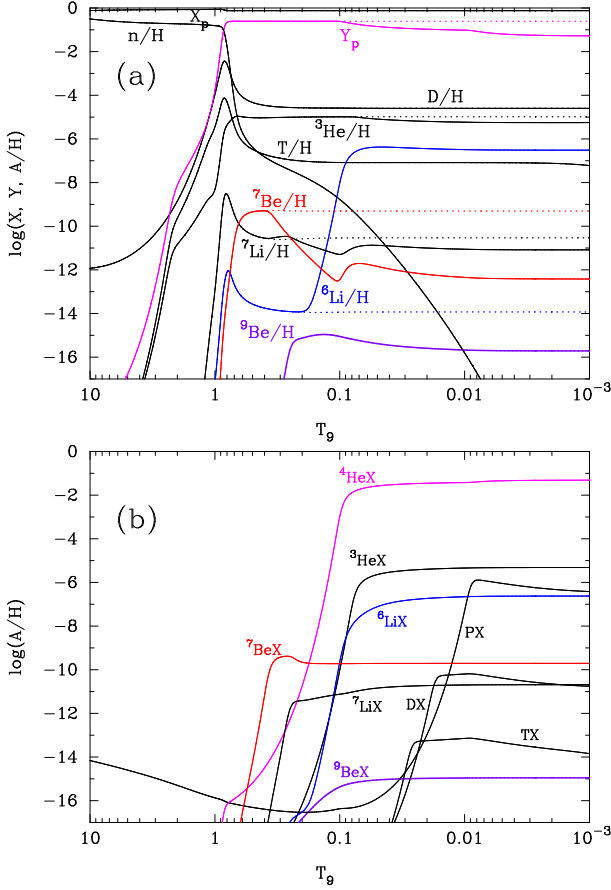 0
X_p
n/H
Y_p
(a)
-2
-4
D/H
³He/H
T/H
-6
-8
⁷Be/H
-10
⁷Li/H
-12
⁶Li/H
-14
⁹Be/H
-16
log(X, Y, A/H)
10 1 0.1 0.01 10⁻³
T₉
0
⁴HeX
-2
(b)
-4
³HeX
-6
⁶LiX
PX
-8
⁷BeX
-10
⁷LiX
DX
-12
TX
-14
⁹BeX
-16
log(A/H)
10 1 0.1 0.01 10⁻³
T₉